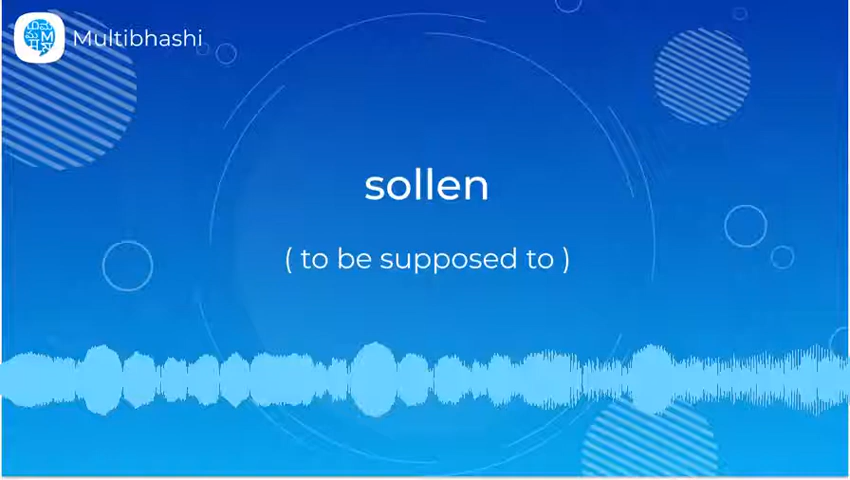 Multibhashi
sollen
( to be supposed to )